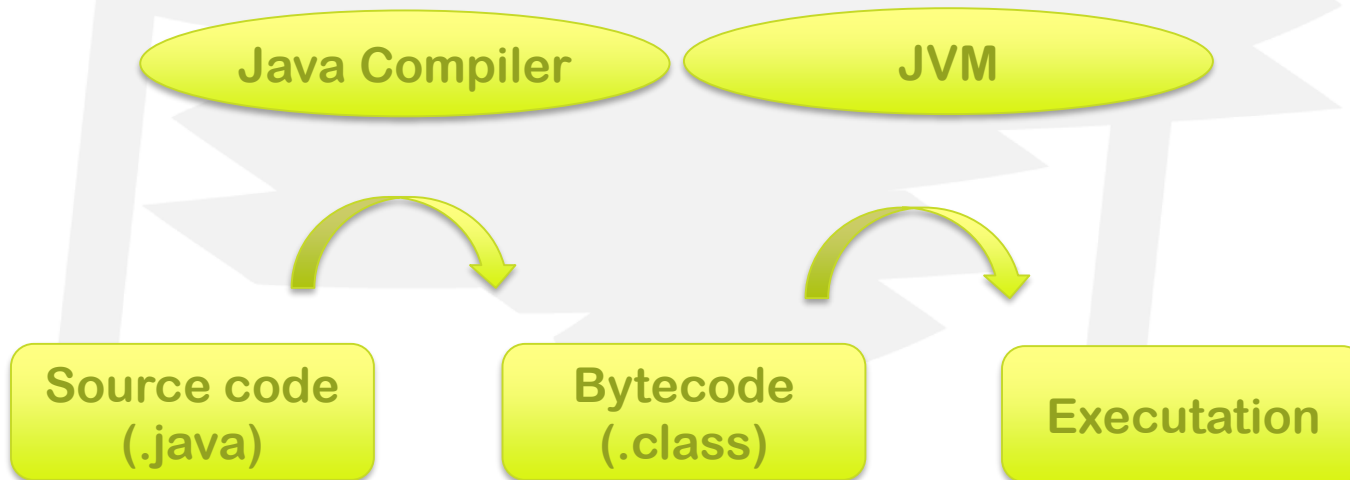 Java Compiler
JVM
Source code
(.java)
Bytecode
(.class)
Executation